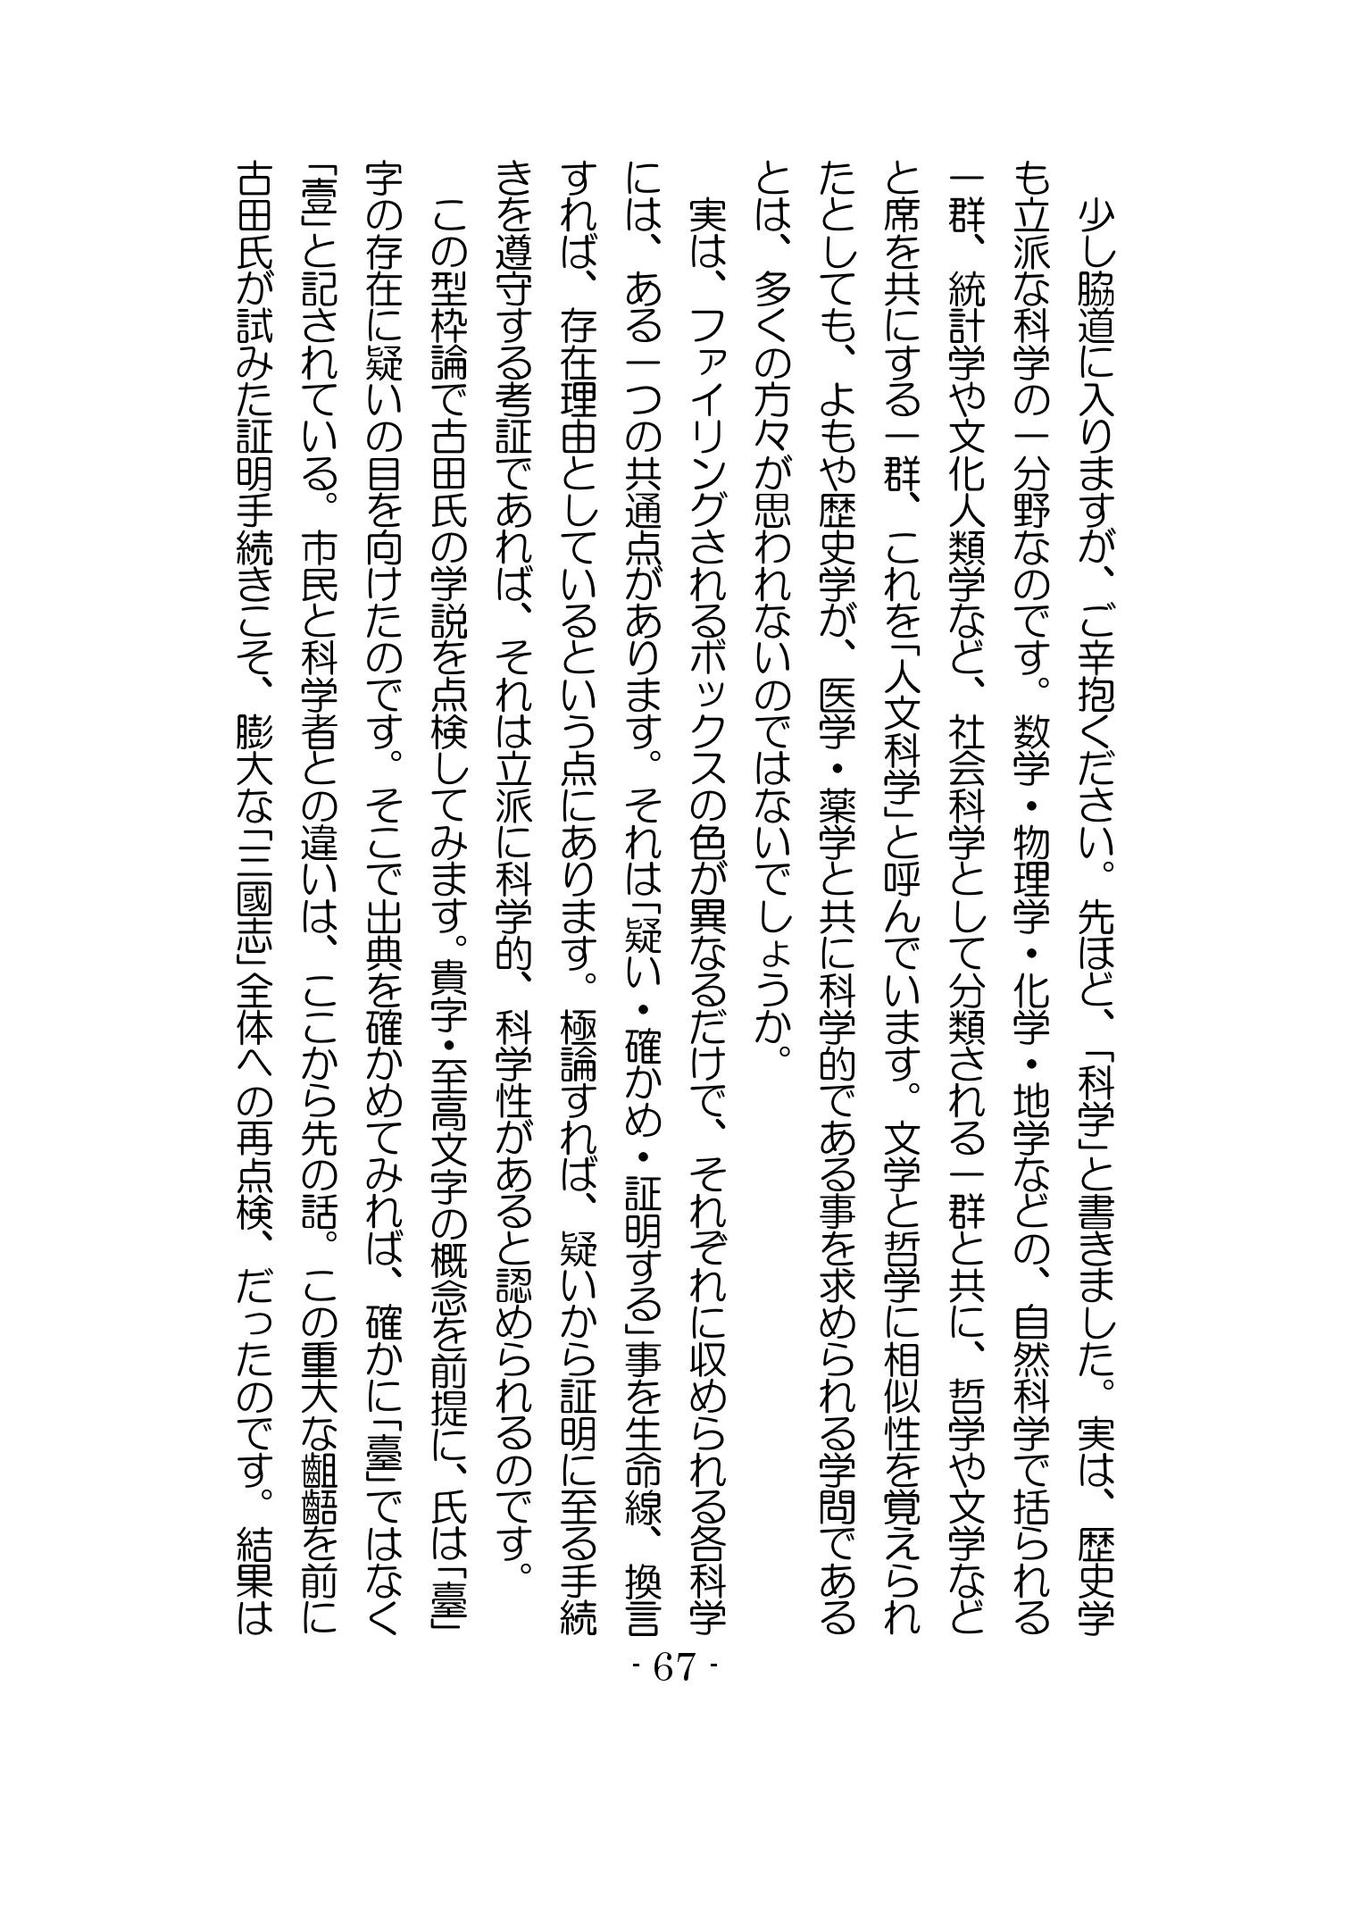 少し脇道に入りますが、ご辛抱ください。先ほど、「科学」と書きました。実は、歴史学
も立派な科学の一分野なのです。数学・物理学・化学・地学などの、自然科学で括られる
一群、統計学や文化人類学など、社会科学として分類される一群と共に、哲学や文学など
と席を共にする一群、これを「人文科学」と呼んでいます。文学と哲学に相似性を覚えられ
たとしても、よもや歴史学が、医学・薬学と共に科学的である事を求められる学問である
とは、多くの方々が思われないのではないでしょうか。
実は、ファイリングされるボックスの色が異なるだけで、それぞれに収められる各科学
には、ある一つの共通点があります。それは「疑い・確かめ・証明する」事を生命線、換言
すれば、存在理由としているという点にあります。極論すれば、疑いから証明に至る手続
きを遵守する考証であれば、それは立派に科学的、科学性があると認められるのです。
この型枠論で古田氏の学説を点検してみます。貴字・至高文字の概念を前提に、氏は「臺」
字の存在に疑いの目を向けたのです。そこで出典を確かめてみれば、確かに「臺」ではなく
「壹」と記されている。市民と科学者との違いは、ここから先の話。この重大な齟齬を前に
古田氏が試みた証明手続きこそ、膨大な「三國志」全体への再点検、だったのです。結果は
- 67 -